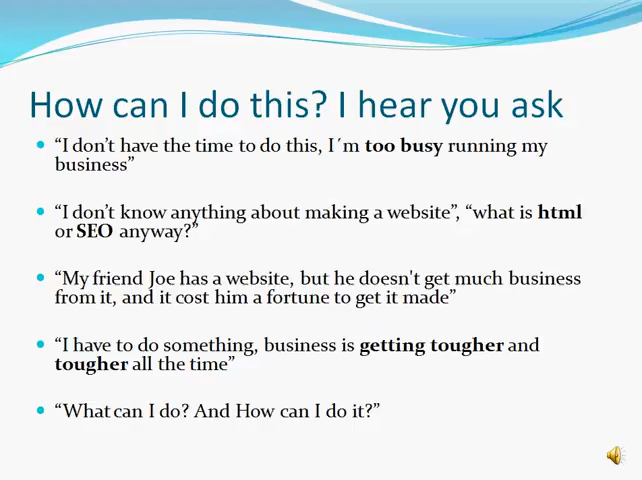 How can I do this? I hear you ask
“I don’t have the time to do this, I´m too busy running my
business”
“I don’t know anything about making a website”, “what is html
or SEO anyway?”
“My friend Joe has a website, but he doesn't get much business
from it, and it cost him a fortune to get it made”
“I have to do something, business is getting tougher and
tougher all the time”
“What can I do? And How can I do it?”